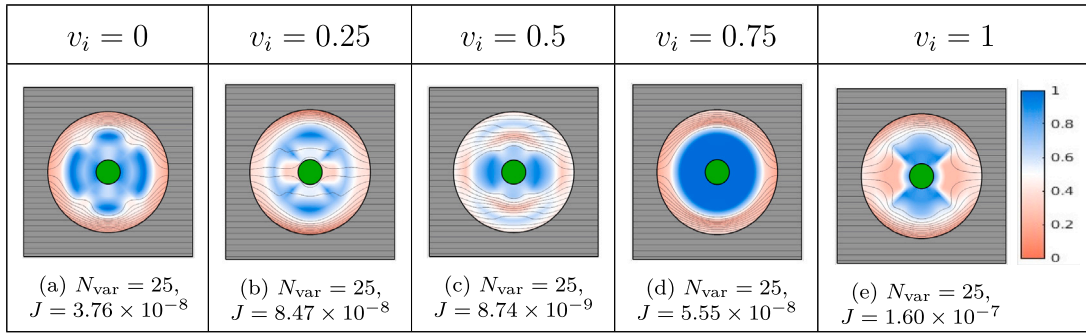 v_i = 0
v_i = 0.25
v_i = 0.5
v_i = 0.75
v_i = 1
1
0.8
0.6
0.4
0.2
0
(a) N_var = 25,
J = 3.76 × 10⁻⁸
(b) N_var = 25,
J = 8.47 × 10⁻⁸
(c) N_var = 25,
J = 8.74 × 10⁻⁹
(d) N_var = 25,
J = 5.55 × 10⁻⁸
(e) N_var = 25,
J = 1.60 × 10⁻⁷